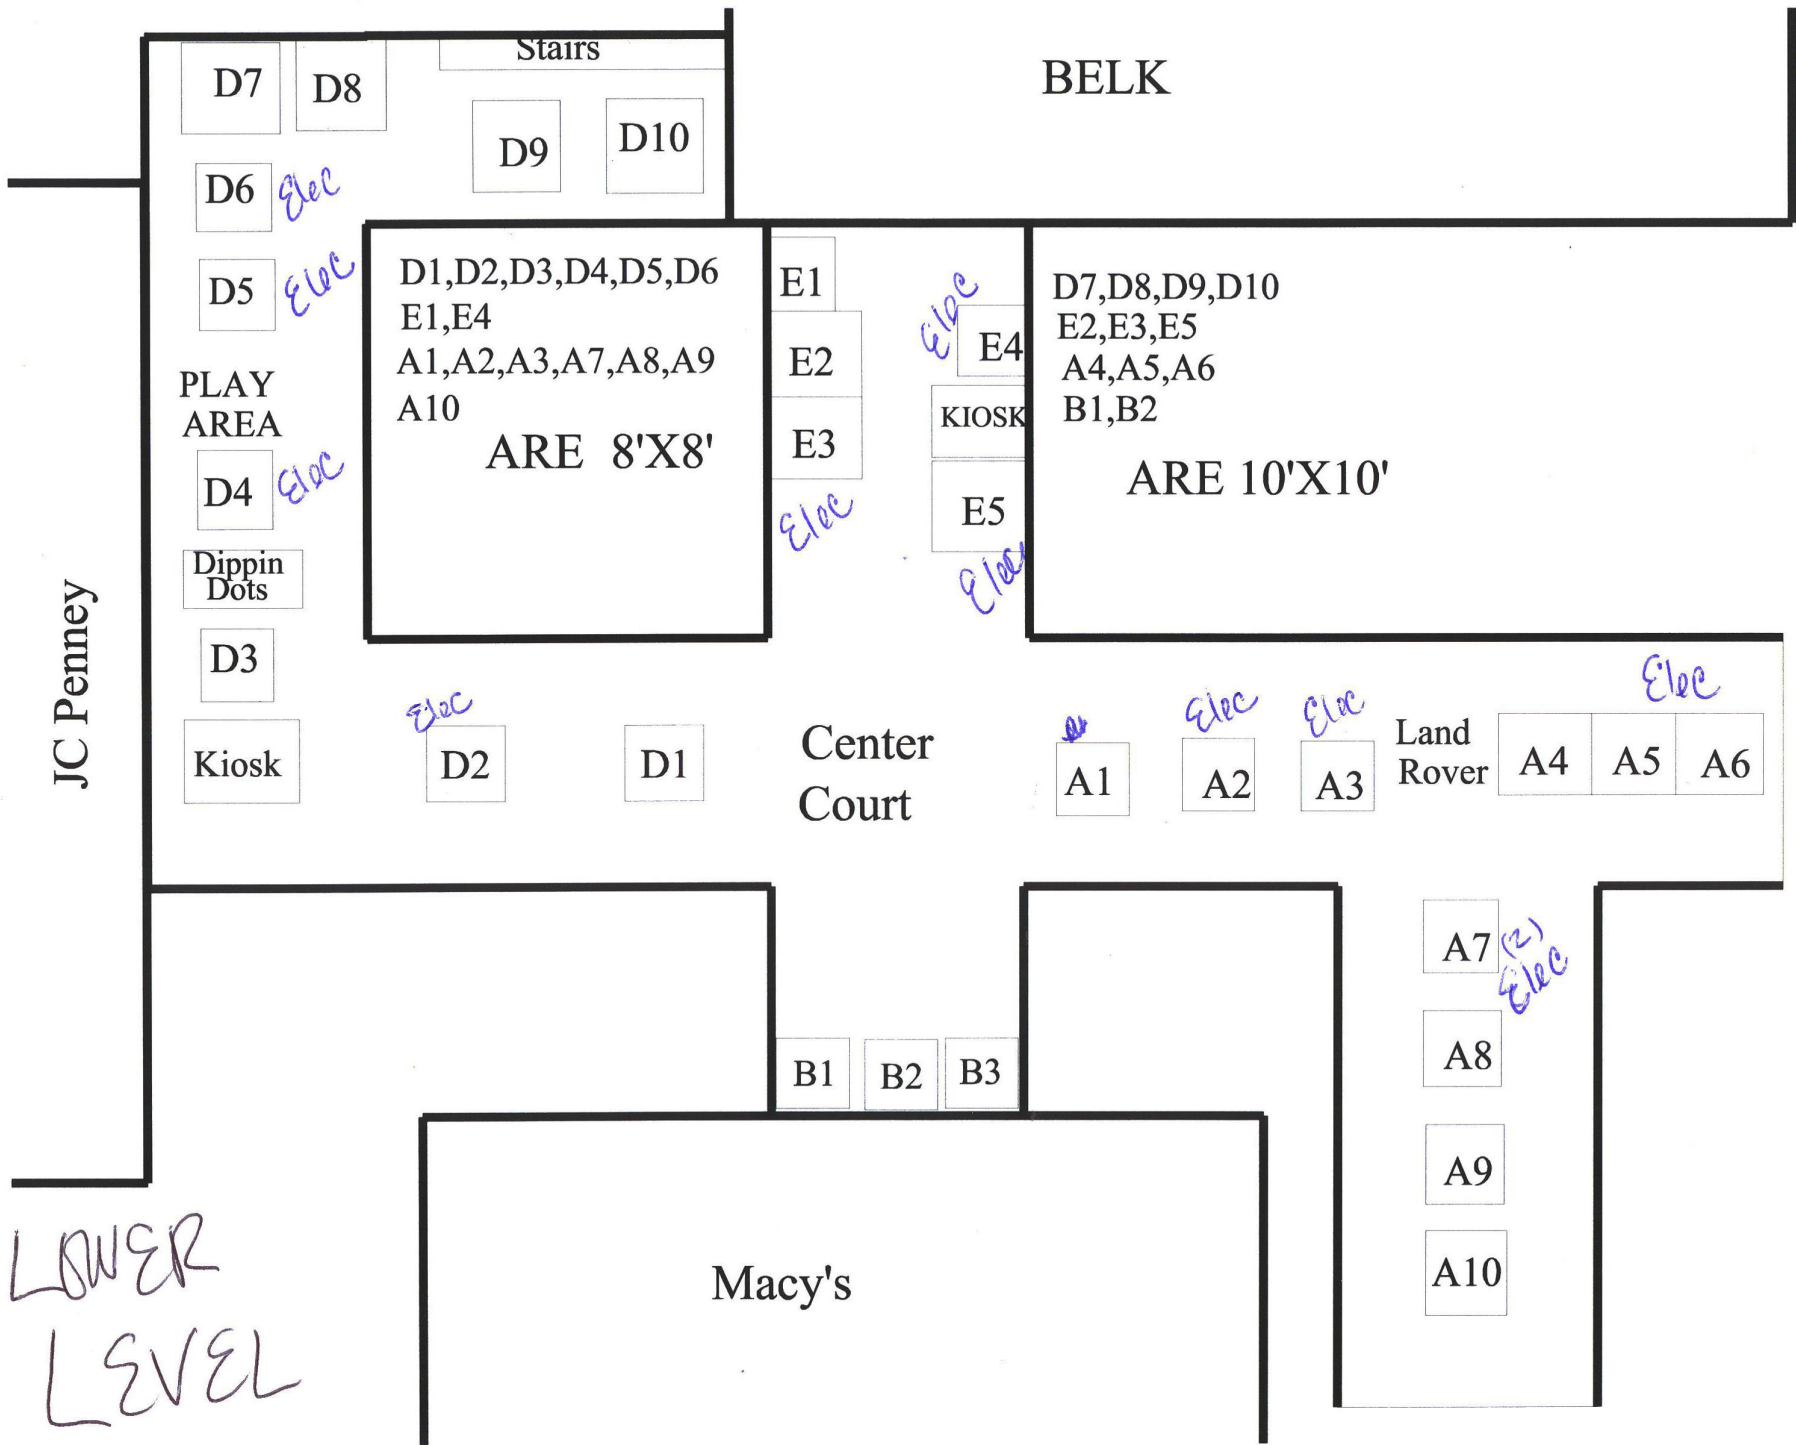 Stairs
BELK
D7
D8
D9
D10
D6
Elec
D5
Elec
PLAY
AREA
D4
Elec
Dippin
Dots
D3
Kiosk
JC Penney
D1,D2,D3,D4,D5,D6
E1,E4
A1,A2,A3,A7,A8,A9
A10
ARE 8'X8'
E1
E2
E3
Elec
Elec
E4
KIOSK
E5
Elec
D7,D8,D9,D10
E2,E3,E5
A4,A5,A6
B1,B2
ARE 10'X10'
Elec
D2
D1
Center
Court
A1
Elec
A2
Elec
A3
Land
Rover
Elec
A4
A5
A6
A7
(2)
Elec
A8
A9
A10
B1
B2
B3
Macy's
LOWER
LEVEL